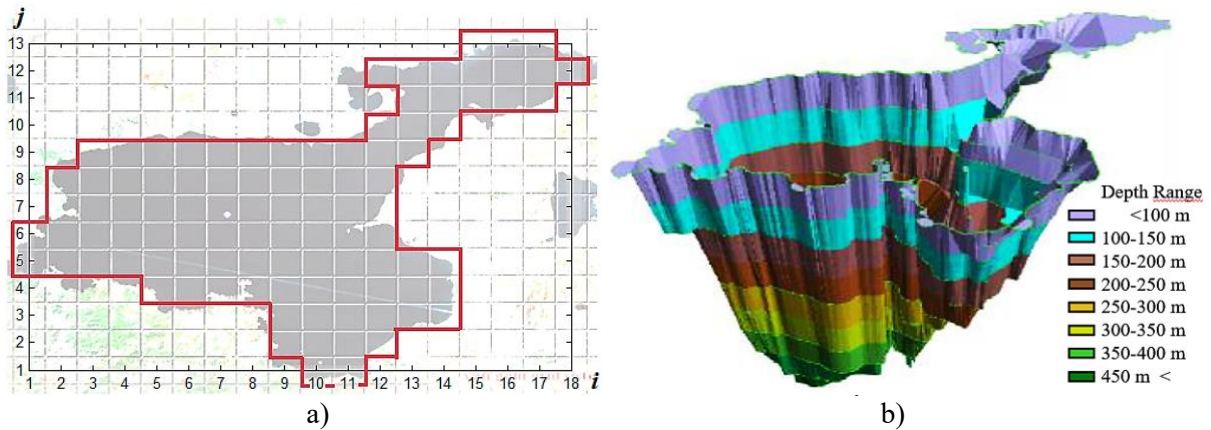 j
13
12
11
10
9
8
7
6
5
4
3
2
1
1 2 3 4 5 6 7 8 9 10 11 12 13 14 15 16 17 18 i
a)
Depth Range
<100 m
100-150 m
150-200 m
200-250 m
250-300 m
300-350 m
350-400 m
450 m <
b)